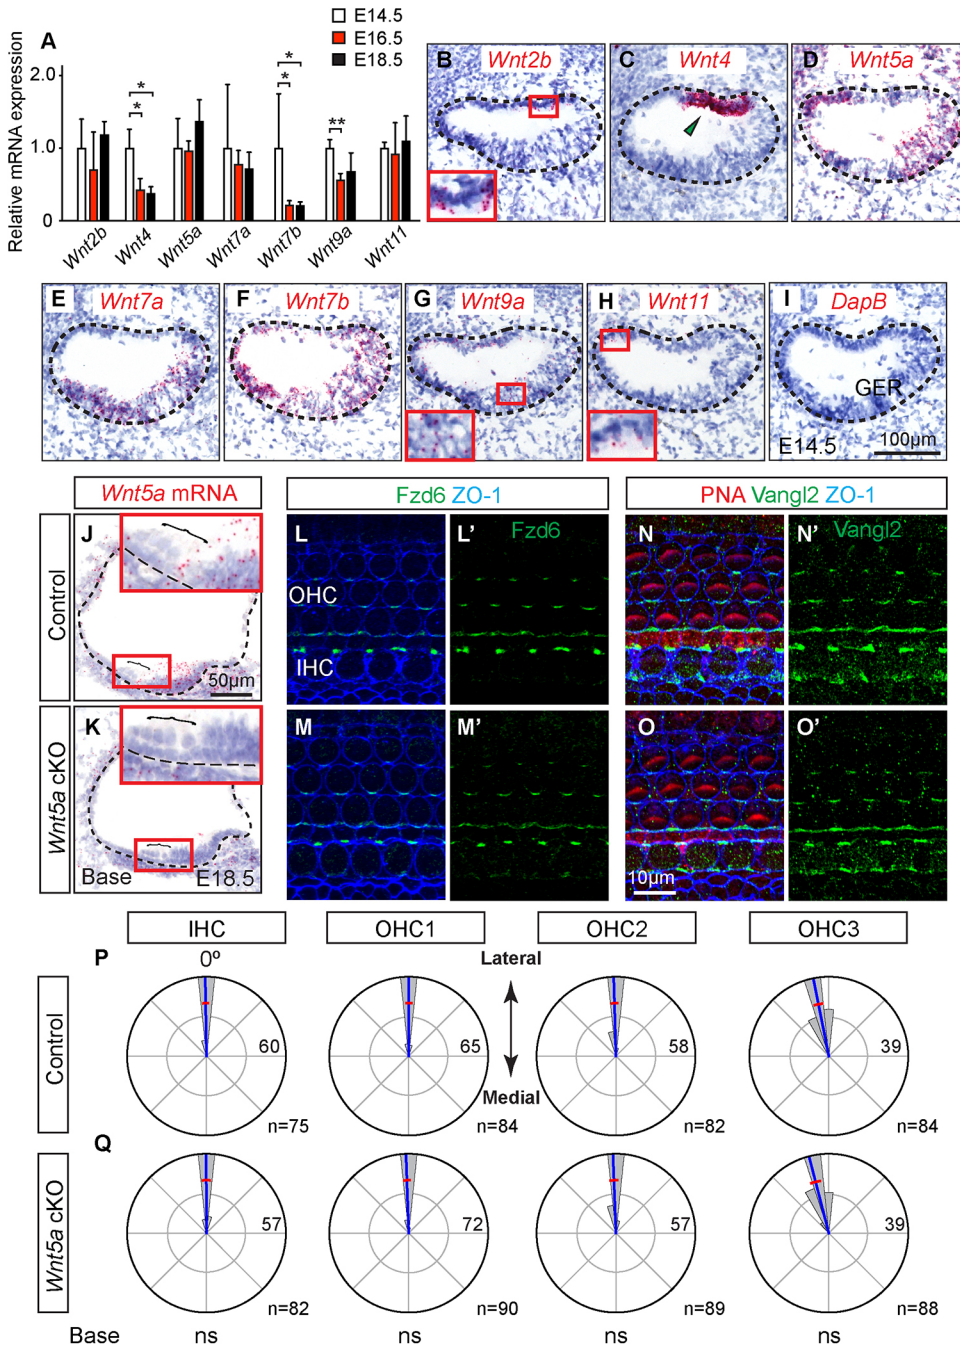 A
E14.5
E16.5
E18.5
Relative mRNA expression
2.0
1.0
0
*
*
*
*
**
Wnt2b
Wnt4
Wnt5a
Wnt7a
Wnt7b
Wnt9a
Wnt11
B Wnt2b
C Wnt4
D Wnt5a
E Wnt7a
F Wnt7b
G Wnt9a
H Wnt11
I DapB
GER
E14.5
100µm
Wnt5a mRNA
Fzd6 ZO-1
PNA Vangl2 ZO-1
Control
J
50µm
L
OHC
IHC
L’ Fzd6
N
N’ Vangl2
Wnt5a cKO
K
Base
E18.5
M
M’
O
10µm
O’
IHC
OHC1
OHC2
OHC3
P
0º
Lateral
Medial
Control
60
65
58
39
n=75
n=84
n=82
n=84
Q
Wnt5a cKO
57
72
57
39
n=82
n=90
n=89
n=88
Base
ns
ns
ns
ns